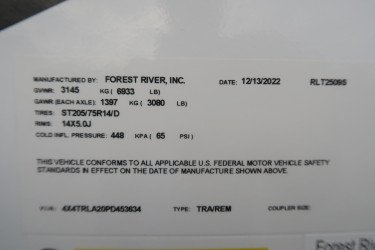 MANUFACTURED BY: FOREST RIVER, INC. DATE: 12/13/2022 RLT2509S
GVWR: 3145 KG ( 6933 LB)
GAWR (EACH AXLE): 1397 KG ( 3080 LB)
TIRES: ST205/75R14/D
RIMS: 14X5.0J
COLD INFL. PRESSURE: 448 KPA ( 65 PSI)
THIS VEHICLE CONFORMS TO ALL APPLICABLE U.S. FEDERAL MOTOR VEHICLE SAFETY
STANDARDS IN EFFECT ON THE DATE OF MANUFACTURE SHOWN ABOVE.
4X4TRLA20PD453634 TYPE: TRA/REM COUPLER SIZE:
Forest